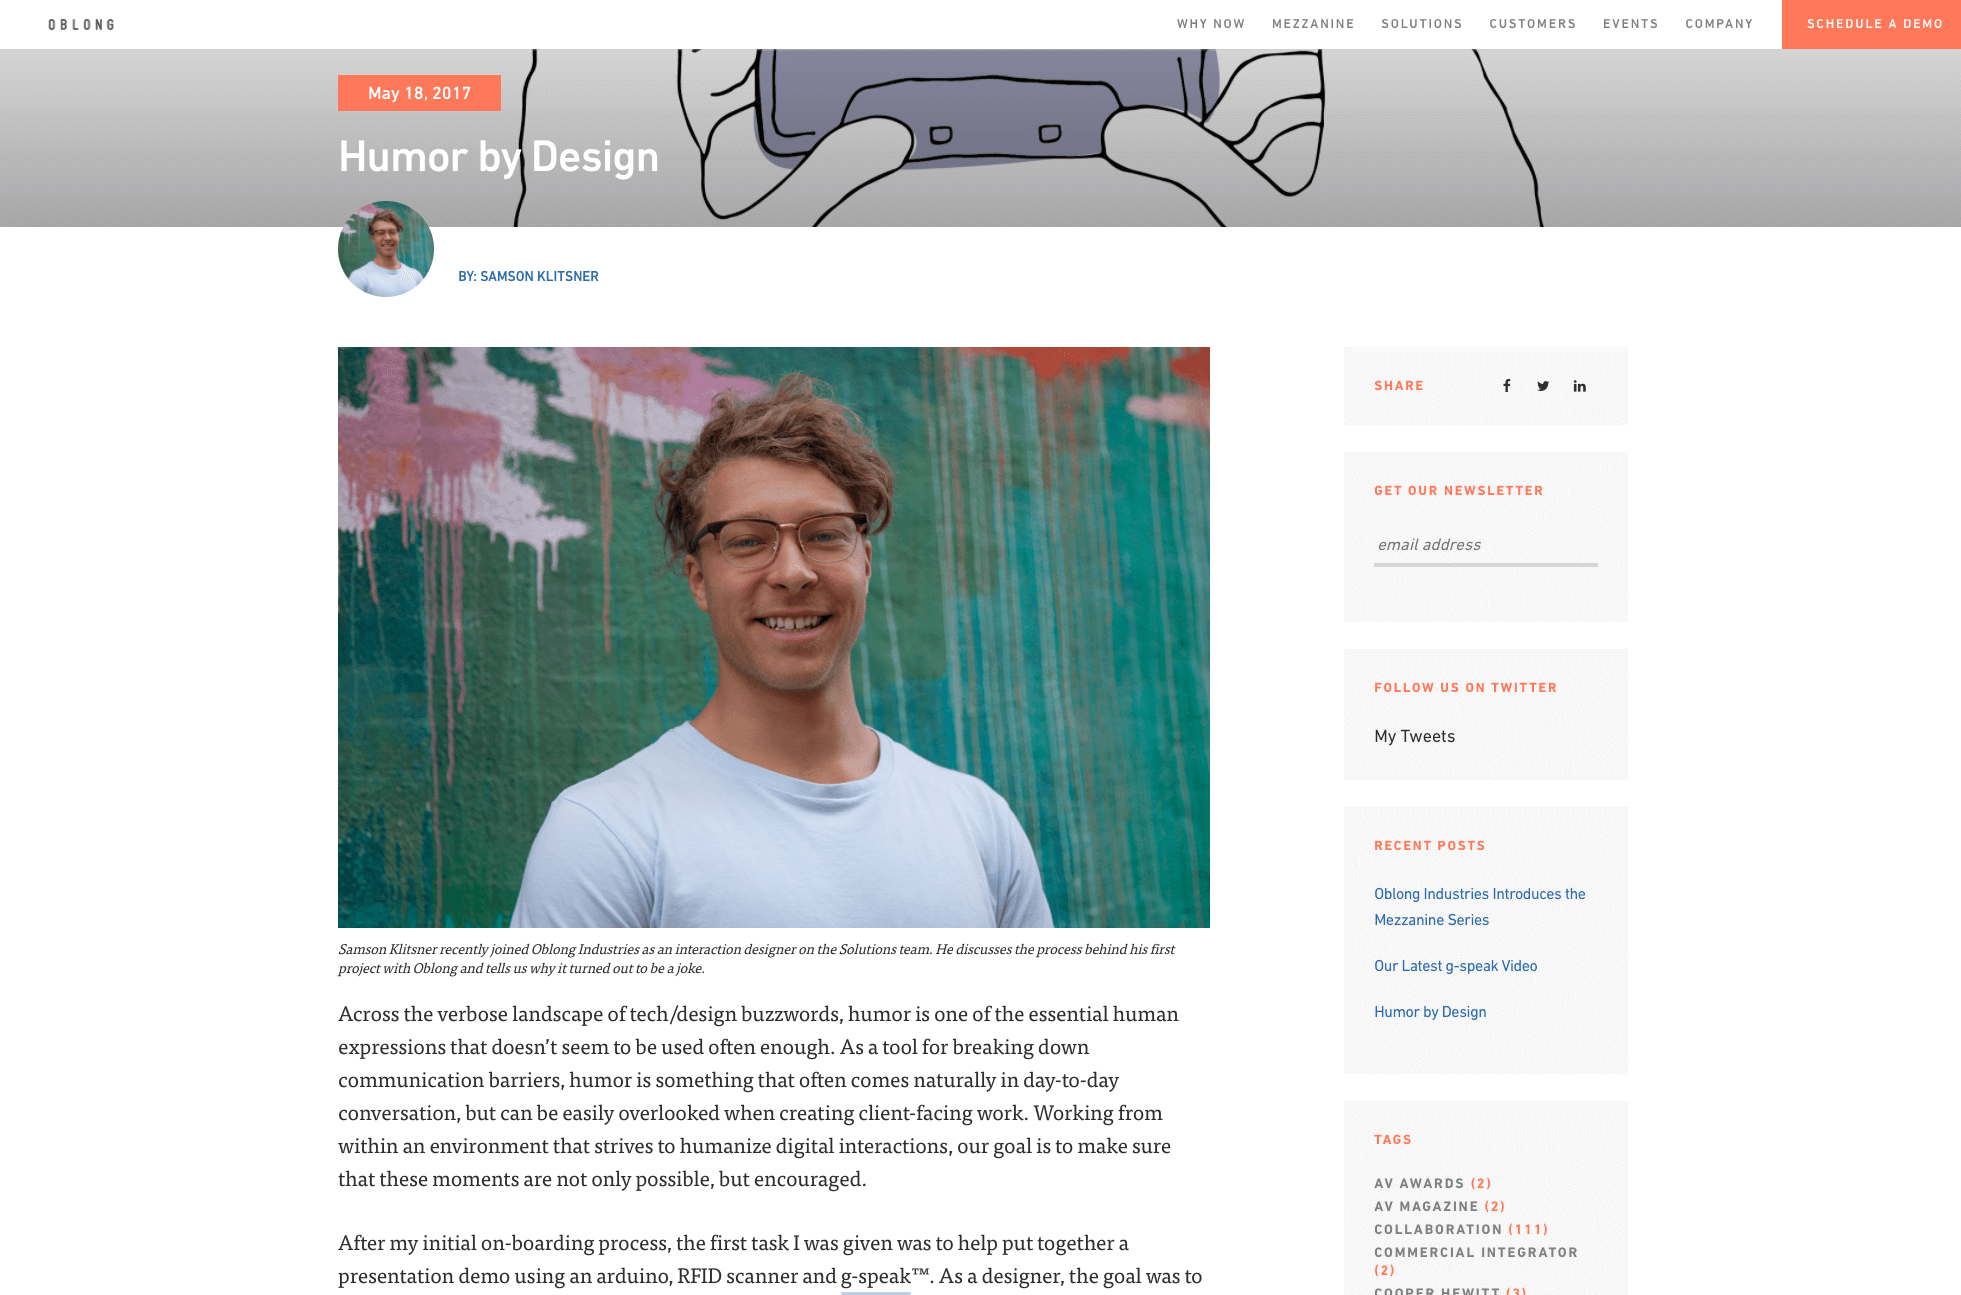 OBLONG
WHY NOW
MEZZANINE
SOLUTIONS
CUSTOMERS
EVENTS
COMPANY
SCHEDULE A DEMO
May 18, 2017
Humor by Design
BY: SAMSON KLITSNER
Samson Klitsner recently joined Oblong Industries as an interaction designer on the Solutions team. He discusses the process behind his first
project with Oblong and tells us why it turned out to be a joke.
Across the verbose landscape of tech/design buzzwords, humor is one of the essential human
expressions that doesn’t seem to be used often enough. As a tool for breaking down
communication barriers, humor is something that often comes naturally in day-to-day
conversation, but can be easily overlooked when creating client-facing work. Working from
within an environment that strives to humanize digital interactions, our goal is to make sure
that these moments are not only possible, but encouraged.
After my initial on-boarding process, the first task I was given was to help put together a
presentation demo using an arduino, RFID scanner and g-speak™. As a designer, the goal was to
SHARE
GET OUR NEWSLETTER
email address
FOLLOW US ON TWITTER
My Tweets
RECENT POSTS
Oblong Industries Introduces the
Mezzanine Series
Our Latest g-speak Video
Humor by Design
TAGS
AV AWARDS (2)
AV MAGAZINE (2)
COLLABORATION (111)
COMMERCIAL INTEGRATOR
(2)
COOPER HEWITT (3)